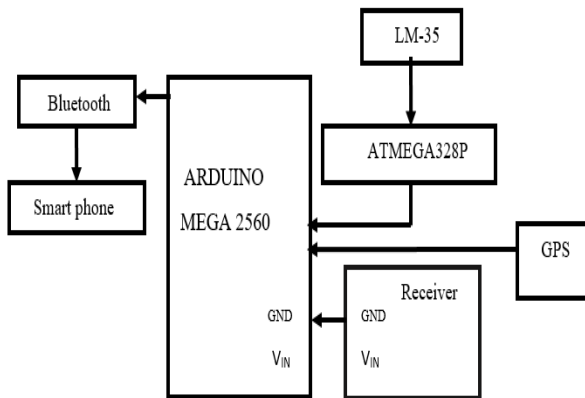 LM-35
Bluetooth
ATMEGA328P
ARDUINO
MEGA 2560
Smart phone
GPS
Receiver
GND
GND
VIN
VIN